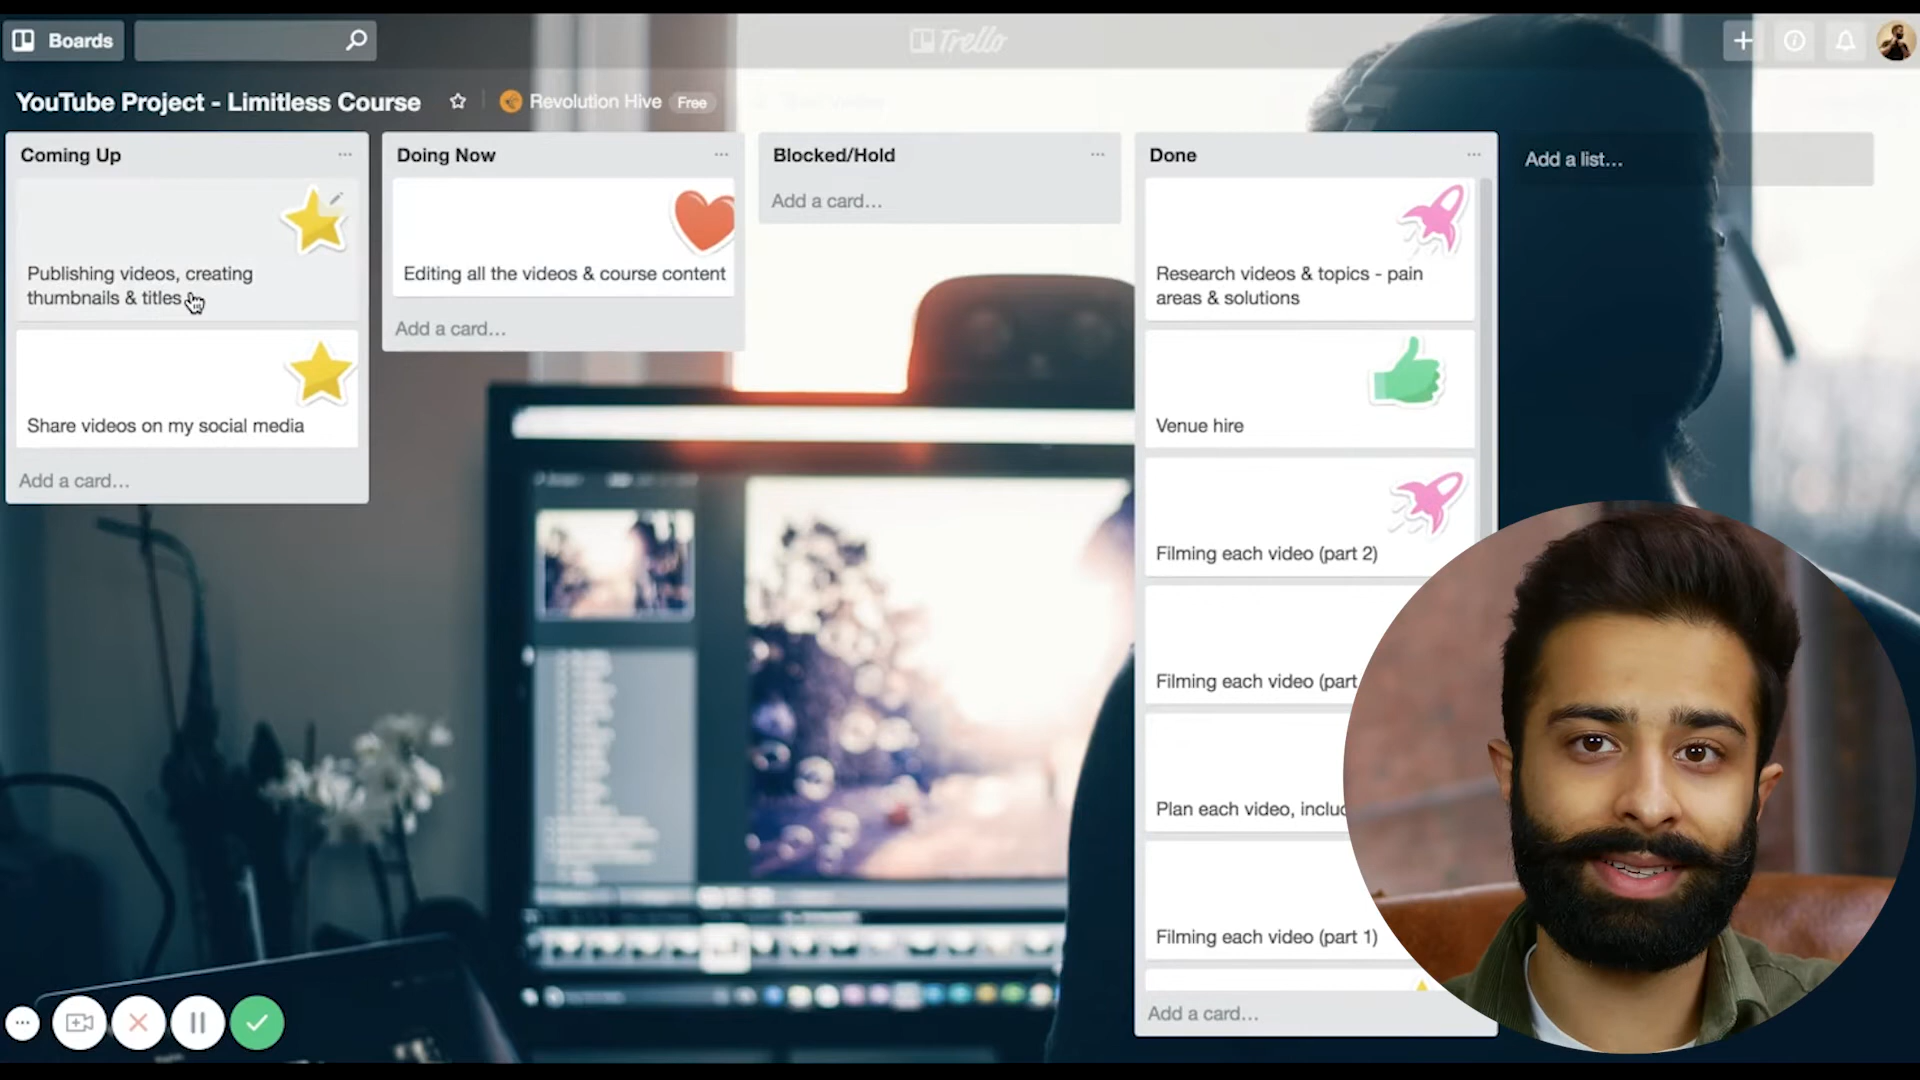 Boards
Trello
YouTube Project - Limitless Course
Revolution Hive
Free
Coming Up
Publishing videos, creating
thumbnails & titles
Share videos on my social media
Add a card...
Doing Now
Editing all the videos & course content
Add a card...
Blocked/Hold
Add a card...
Done
Research videos & topics - pain
areas & solutions
Venue hire
Filming each video (part 2)
Filming each video (part
Plan each video,
Filming each video (part 1)
Add a card...
Add a list...